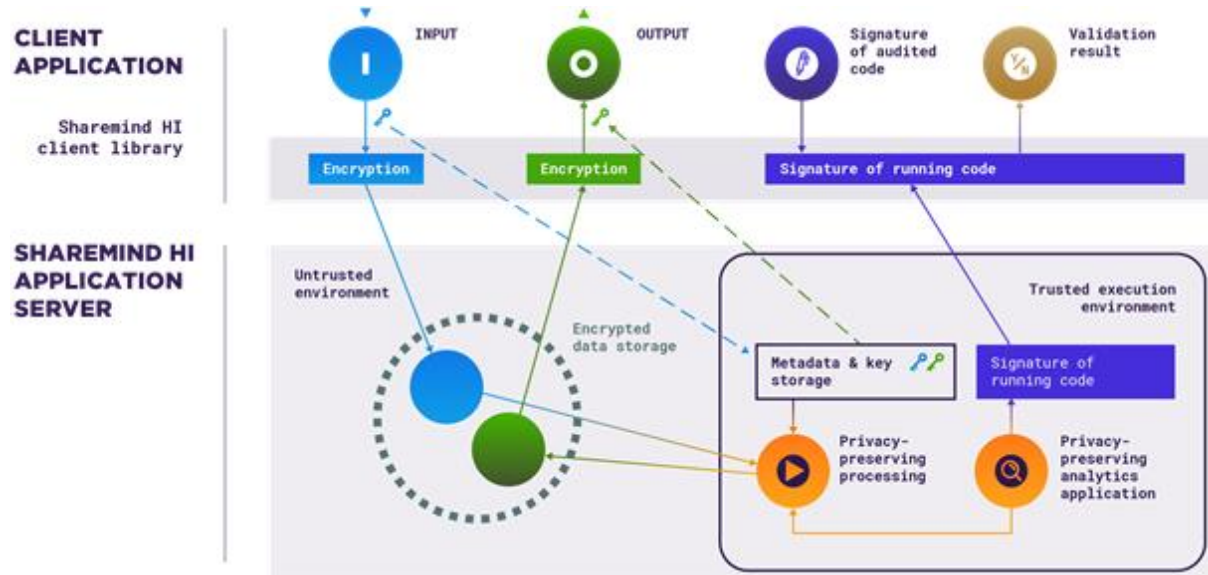 CLIENT
APPLICATION
Sharemind HI
client library
INPUT
OUTPUT
Signature
of audited
code
Y/N
Validation
result
Encryption
Encryption
Signature of running code
SHAREMIND HI
APPLICATION
SERVER
Untrusted
environment
Encrypted
data storage
Trusted execution
environment
Metadata & key
storage
Signature of
running code
Privacy-
preserving
processing
Privacy-
preserving
analytics
application